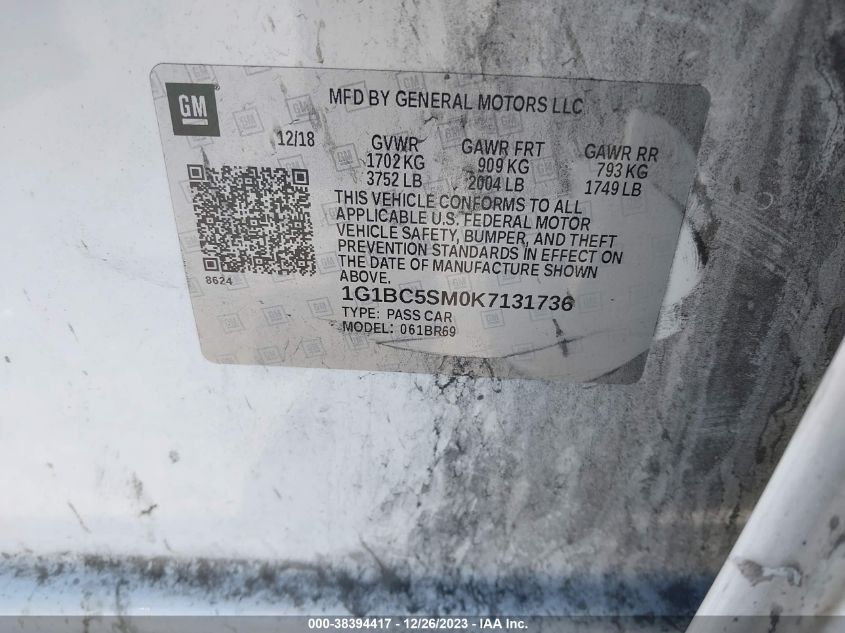 GM
MFD BY GENERAL MOTORS LLC
12/18
GVWR GAWR FRT GAWR RR
1702 KG 909 KG 793 KG
3752 LB 2004 LB 1749 LB
THIS VEHICLE CONFORMS TO ALL
APPLICABLE U.S. FEDERAL MOTOR
VEHICLE SAFETY, BUMPER, AND THEFT
PREVENTION STANDARDS IN EFFECT ON
THE DATE OF MANUFACTURE SHOWN
ABOVE.
8624
1G1BC5SM0K7131736
TYPE: PASS CAR
MODEL: 061BR69
000-38394417 - 12/26/2023 - IAA Inc.